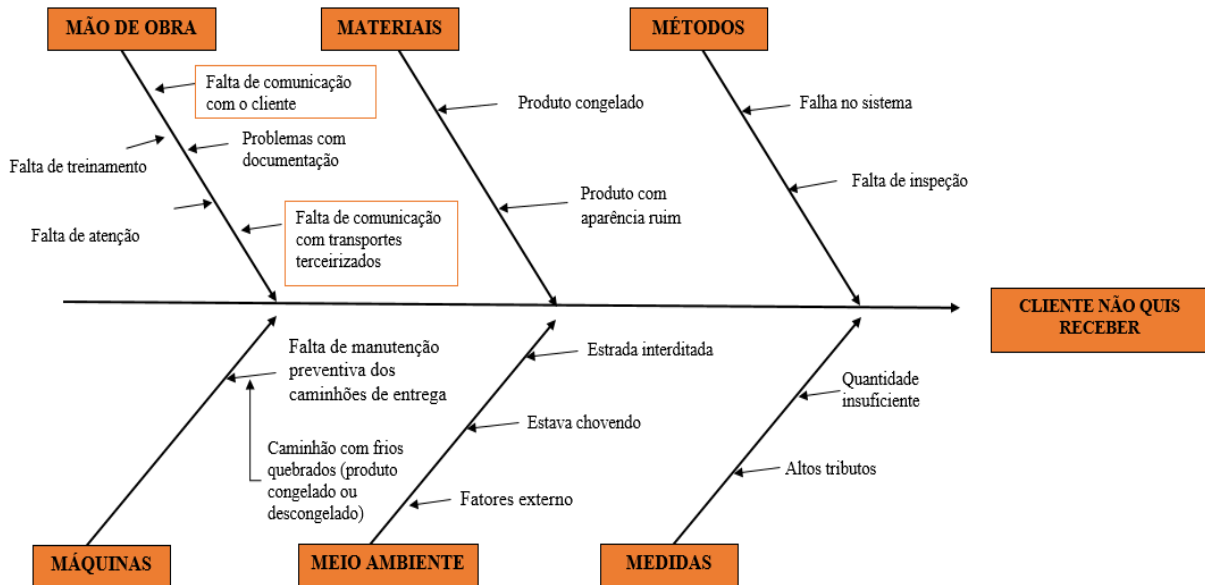 MÃO DE OBRA
MATERIAIS
MÉTODOS
Falta de comunicação
com o cliente
Problemas com
documentação
Falta de treinamento
Falta de atenção
Falta de comunicação
com transportes
terceirizados
Produto congelado
Produto com
aparência ruim
Falha no sistema
Falta de inspeção
CLIENTE NÃO QUIS
RECEBER
Falta de manutenção
preventiva dos
caminhões de entrega
Caminhão com frios
quebrados (produto
congelado ou
descongelado)
Estrada interditada
Estava chovendo
Fatores externo
Quantidade
insuficiente
Altos tributos
MÁQUINAS
MEIO AMBIENTE
MEDIDAS